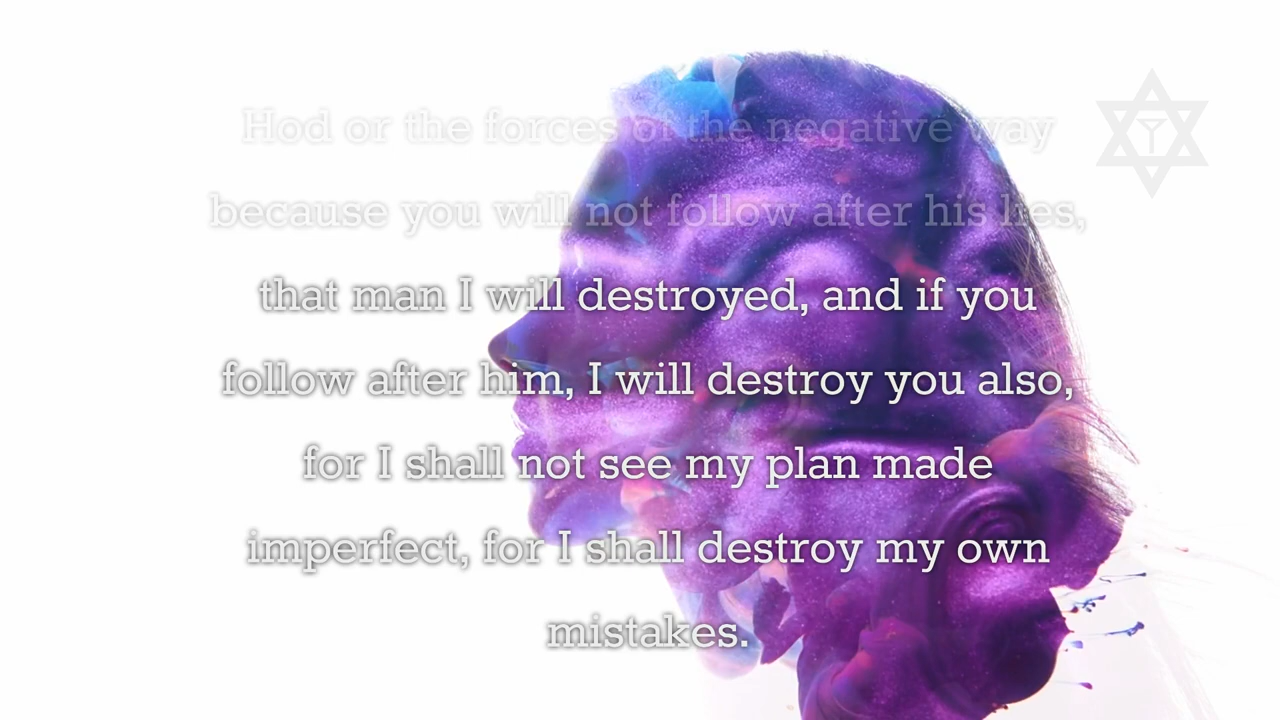 Hod or the forces of the negative way
because you will not follow after his lies,
that man I will destroyed, and if you
follow after him, I will destroy you also,
for I shall not see my plan made
imperfect, for I shall destroy my own
mistakes.